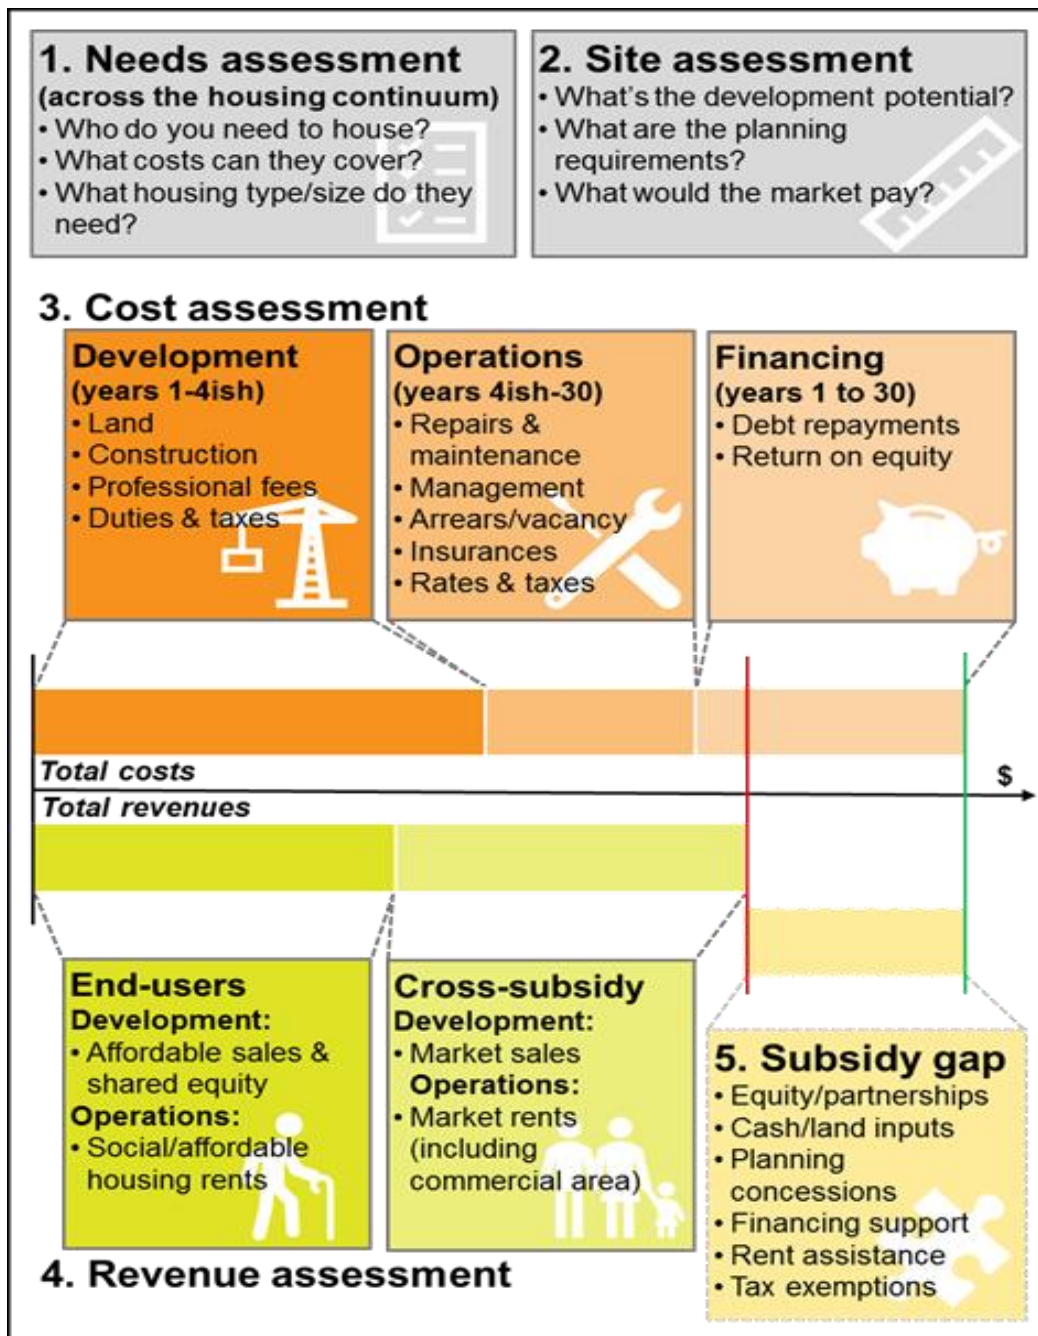 1. Needs assessment
(across the housing continuum)
• Who do you need to house?
• What costs can they cover?
• What housing type/size do they
need?
2. Site assessment
• What's the development potential?
• What are the planning
requirements?
• What would the market pay?
3. Cost assessment
Development
(years 1-4ish)
• Land
• Construction
• Professional fees
• Duties & taxes
Operations
(years 4ish-30)
• Repairs &
maintenance
• Management
• Arrears/vacancy
• Insurances
• Rates & taxes
Financing
(years 1 to 30)
• Debt repayments
• Return on equity
Total costs
$
Total revenues
End-users
Development:
• Affordable sales &
shared equity
Operations:
• Social/affordable
housing rents
Cross-subsidy
Development:
• Market sales
Operations:
• Market rents
(including
commercial area)
5. Subsidy gap
• Equity/partnerships
• Cash/land inputs
• Planning
concessions
• Financing support
• Rent assistance
• Tax exemptions
4. Revenue assessment